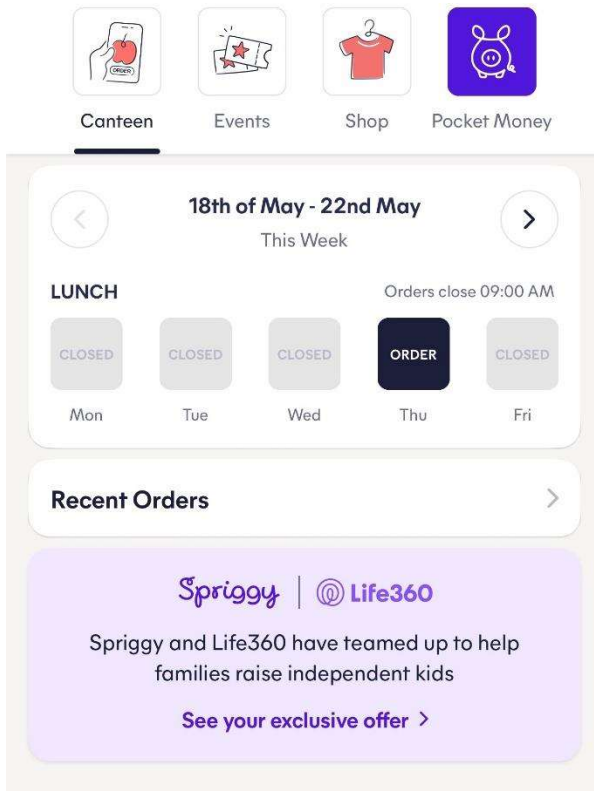 ORDER
Canteen
Events
Shop
Pocket Money
18th of May - 22nd May
This Week
LUNCH
Orders close 09:00 AM
CLOSED
CLOSED
CLOSED
ORDER
CLOSED
Mon
Tue
Wed
Thu
Fri
Recent Orders
Spriggy
Life360
Spriggy and Life360 have teamed up to help
families raise independent kids
See your exclusive offer